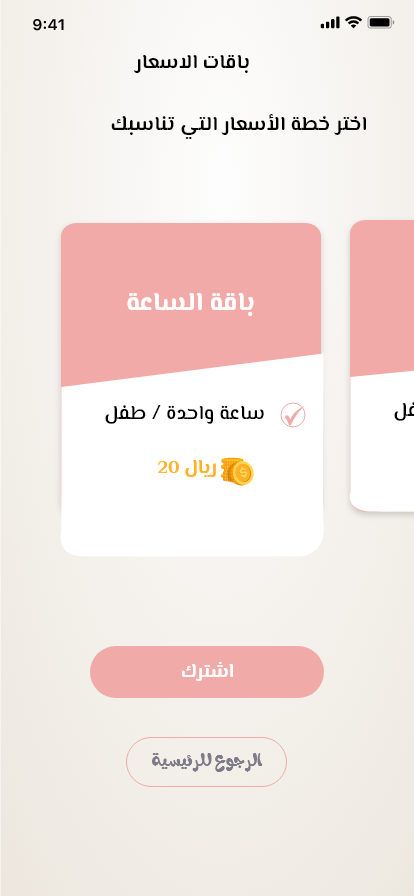 9:41
باقات الاسعار
اختر خطة الأسعار التي تناسبك
باقة الساعة
ساعة واحدة / طفل
20 ريال
اشترك
الرجوع للرئيسية